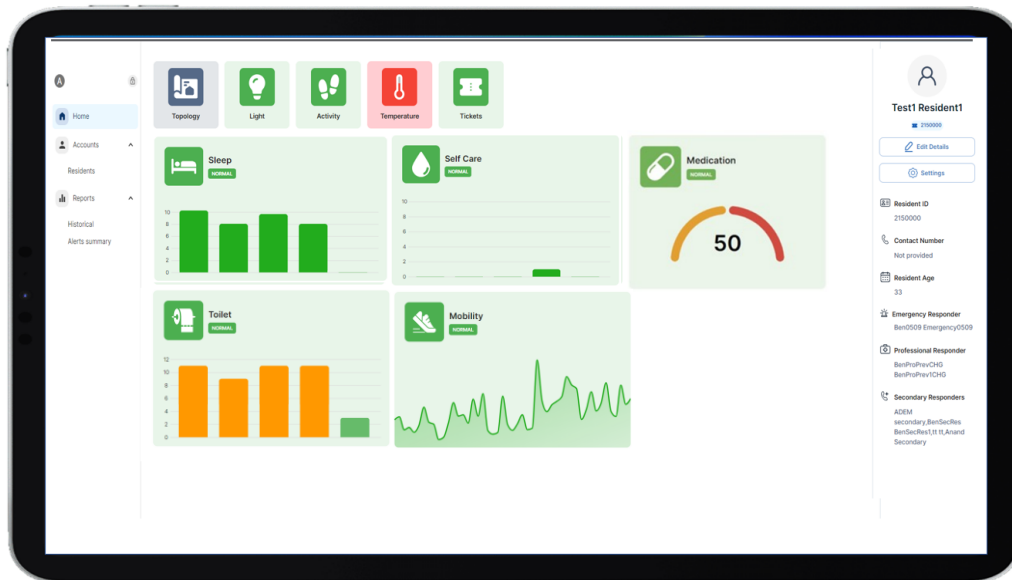 A
Home
Accounts
Residents
Reports
Historical
Alerts summary
Topology
Light
Activity
Temperature
Tickets
Sleep
NORMAL
10
8
6
4
2
0
Self Care
NORMAL
10
8
6
4
2
0
Medication
NORMAL
50
Toilet
NORMAL
12
10
8
6
4
2
0
Mobility
NORMAL
Test1 Resident1
2150000
Edit Details
Settings
Resident ID
2150000
Contact Number
Not provided
Resident Age
33
Emergency Responder
Ben0509 Emergency0509
Professional Responder
BenProPrevCHG
BenProPrev1CHG
Secondary Responders
ADEM
secondary,BenSecRes
BenSecRes1,tt tt,Anand
Secondary